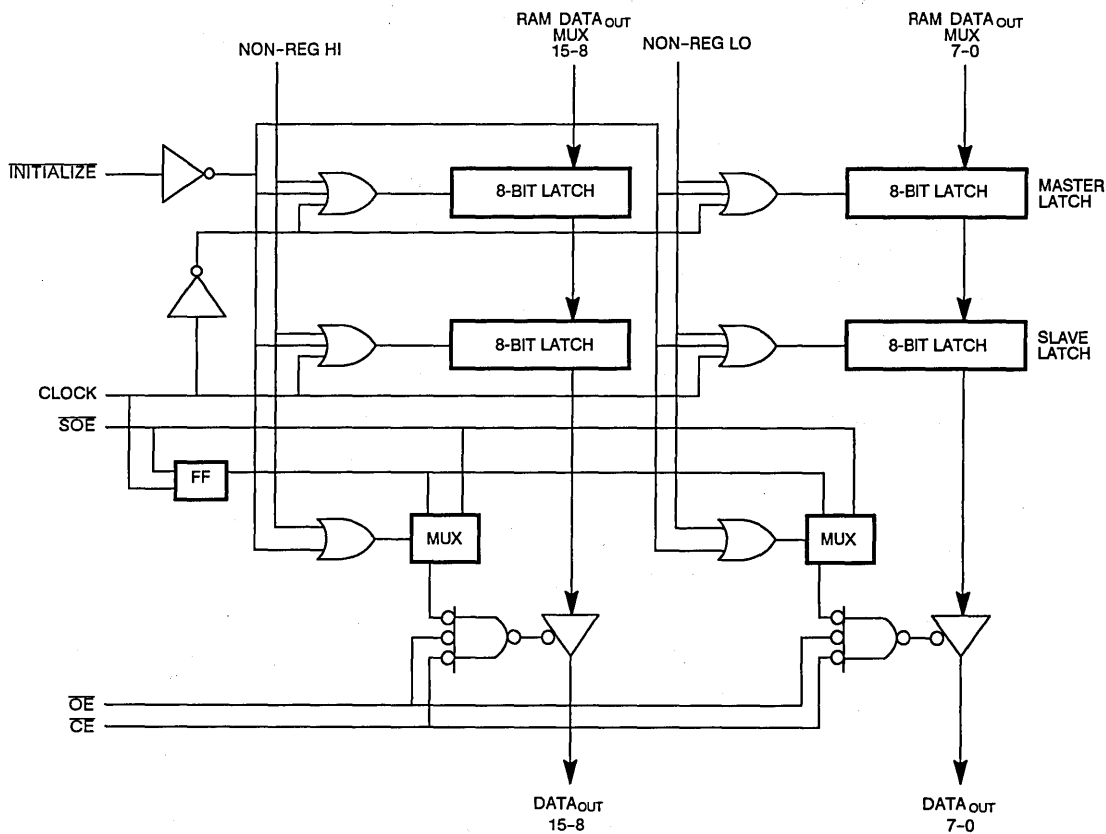 RAM DATAOUT
MUX
15-8
RAM DATAOUT
MUX
7-0
NON-REG HI
NON-REG LO
INITIALIZE
8-BIT LATCH
8-BIT LATCH
MASTER
LATCH
8-BIT LATCH
8-BIT LATCH
SLAVE
LATCH
CLOCK
SOE
FF
MUX
MUX
OE
CE
DATAOUT
15-8
DATAOUT
7-0